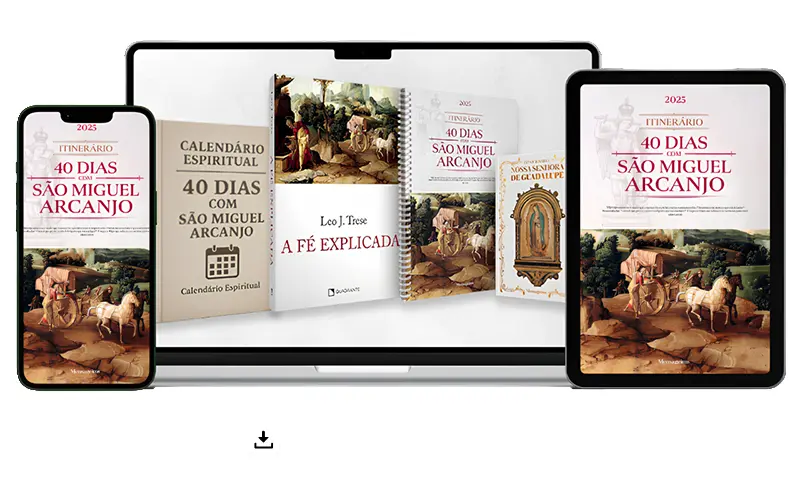 2025
ITINERÁRIO
40 DIAS
COM
SÃO MIGUEL
ARCANJO
Mensageiros
CALENDÁRIO
ESPIRITUAL
40 DIAS
COM
SÃO MIGUEL
ARCANJO
Calendário Espiritual
Leo J. Trese
A FÉ EXPLICADA
QUADRANTE
2025
ITINERÁRIO
40 DIAS
COM
SÃO MIGUEL
ARCANJO
NOSSA SENHORA
DE GUADALUPE
2025
ITINERÁRIO
40 DIAS
COM
SÃO MIGUEL
ARCANJO
Mensageiros